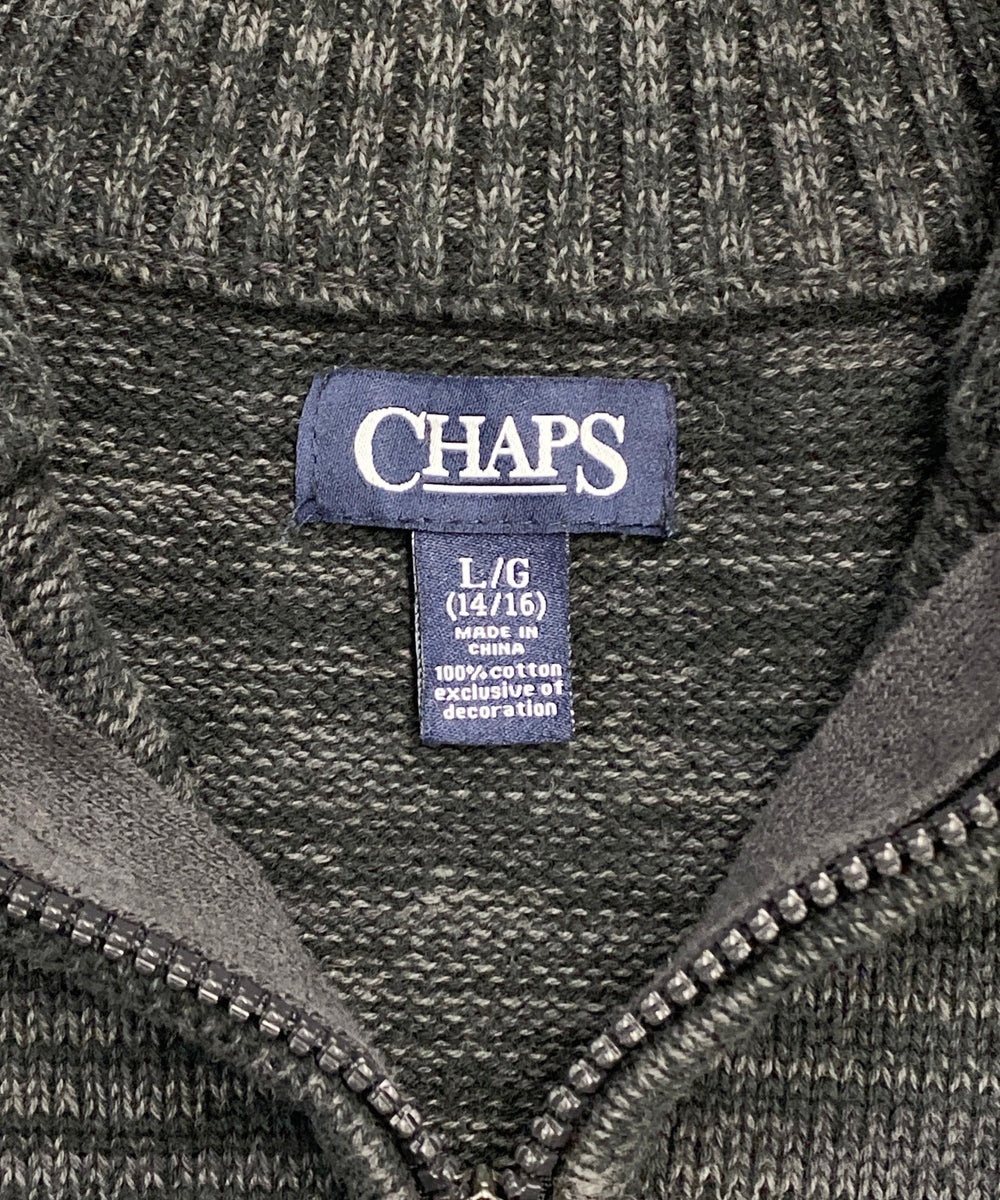 CHAPS
L/G
(14/16)
MADE IN
CHINA
100% cotton
exclusive of
decoration